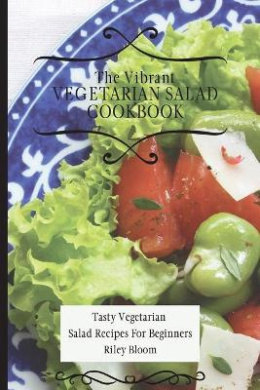 The Vibrant
VEGETARIAN SALAD
COOKBOOK
Tasty Vegetarian
Salad Recipes For Beginners
Riley Bloom